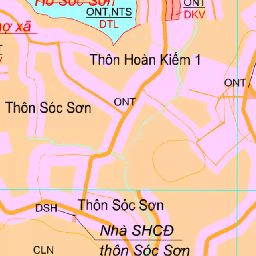 Hồ Sóc Sơn
ONT
ONT,NTS
DKV
DTL
ợ xã
Thôn Hoàn Kiếm 1
ONT
ONT
Thôn Sóc Sơn
Thôn Sóc Sơn
DSH
Nhà SHCĐ
thôn Sóc Sơn
CLN